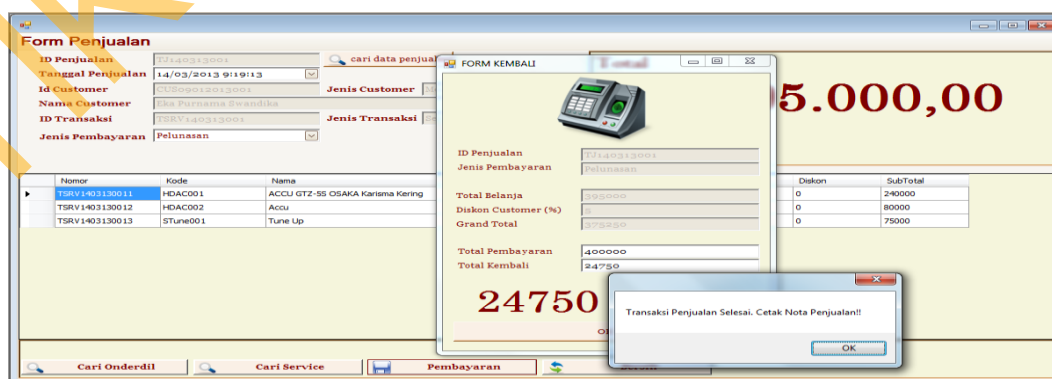 Form Penjualan
ID Penjualan TJ140313001 cari data penjual
Tanggal Penjualan 14/03/2013 9:19:13
Id Customer CUS09012013001 Jenis Customer
Nama Customer Eka Purnama Swandika
ID Transaksi TSRV140313001 Jenis Transaksi
Jenis Pembayaran Pelunasan
Total
5.000,00
Nomor Kode Nama Diskon SubTotal
TSRV1403130011 HDAC001 ACCU GTZ-5S OSAKA Karisma Kering 0 240000
TSRV1403130012 HDAC002 Accu 0 80000
TSRV1403130013 STune001 Tune Up 0 75000
FORM KEMBALI
ID Penjualan TJ140313001
Jenis Pembayaran Pelunasan
Total Belanja 395000
Diskon Customer (%) 5
Grand Total 375250
Total Pembayaran 400000
Total Kembali 24750
24750
Transaksi Penjualan Selesai. Cetak Nota Penjualan!!
OK
Cari Onderdil Cari Service Pembayaran